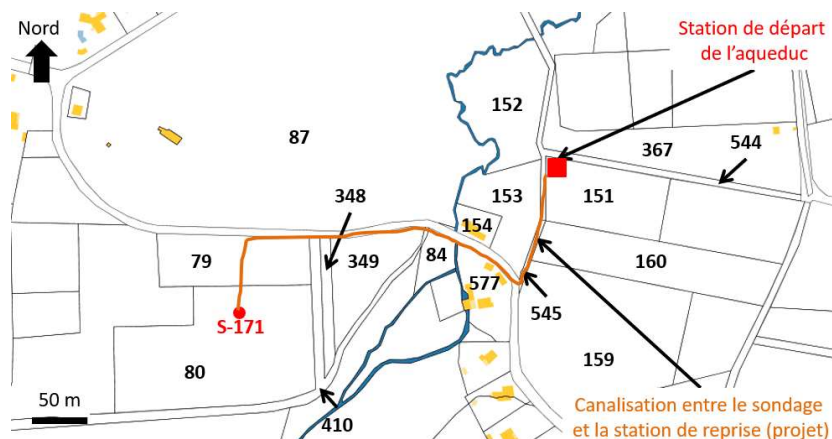 Nord
Station de départ
de l'aqueduc
152
87
367
544
348
153
151
154
79
349
84
160
577
S-171
545
80
159
50 m
410
Canalisation entre le sondage
et la station de reprise (projet)